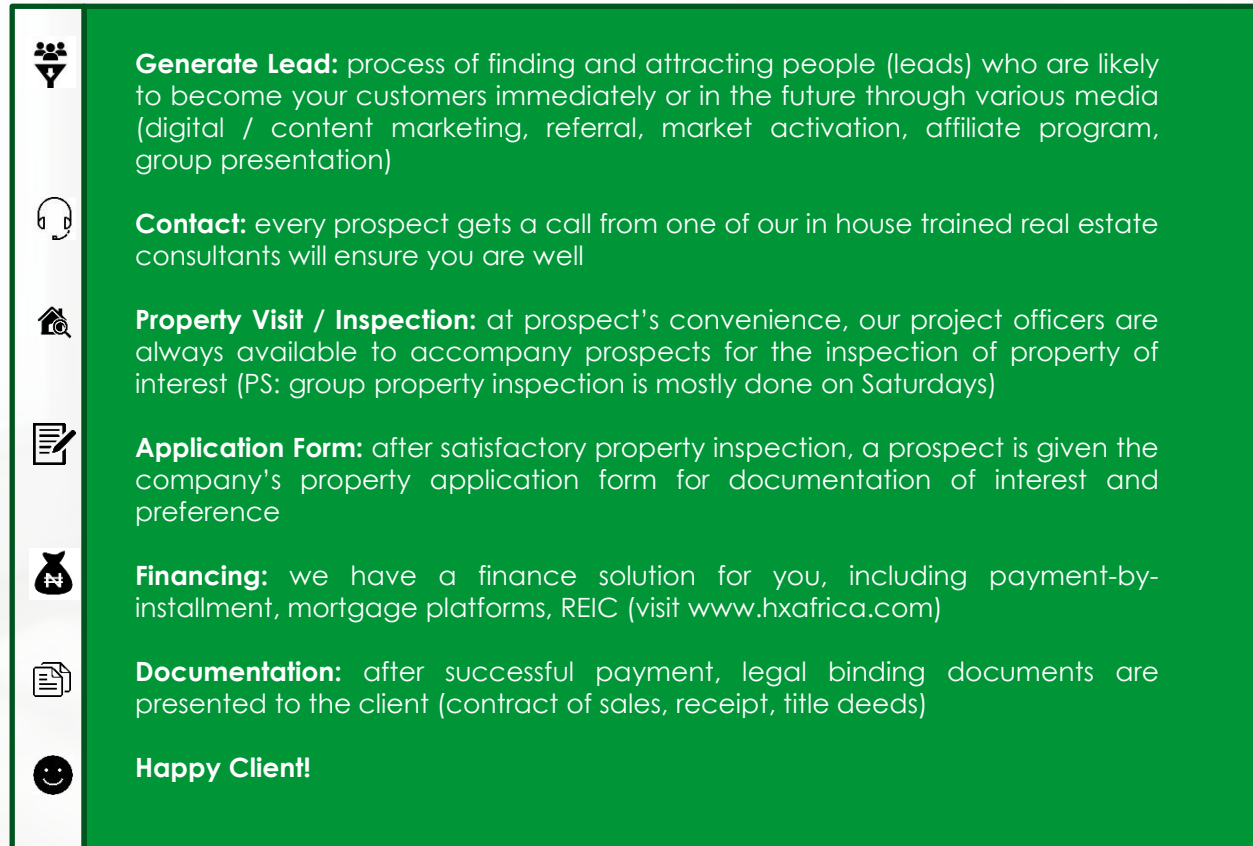 Generate Lead: process of finding and attracting people (leads) who are likely
to become your customers immediately or in the future through various media
(digital / content marketing, referral, market activation, affiliate program,
group presentation)
Contact: every prospect gets a call from one of our in house trained real estate
consultants will ensure you are well
Property Visit / Inspection: at prospect's convenience, our project officers are
always available to accompany prospects for the inspection of property of
interest (PS: group property inspection is mostly done on Saturdays)
Application Form: after satisfactory property inspection, a prospect is given the
company's property application form for documentation of interest and
preference
₦
Financing: we have a finance solution for you, including payment-by-
installment, mortgage platforms, REIC (visit www.hxafrica.com)
Documentation: after successful payment, legal binding documents are
presented to the client (contract of sales, receipt, title deeds)
Happy Client!